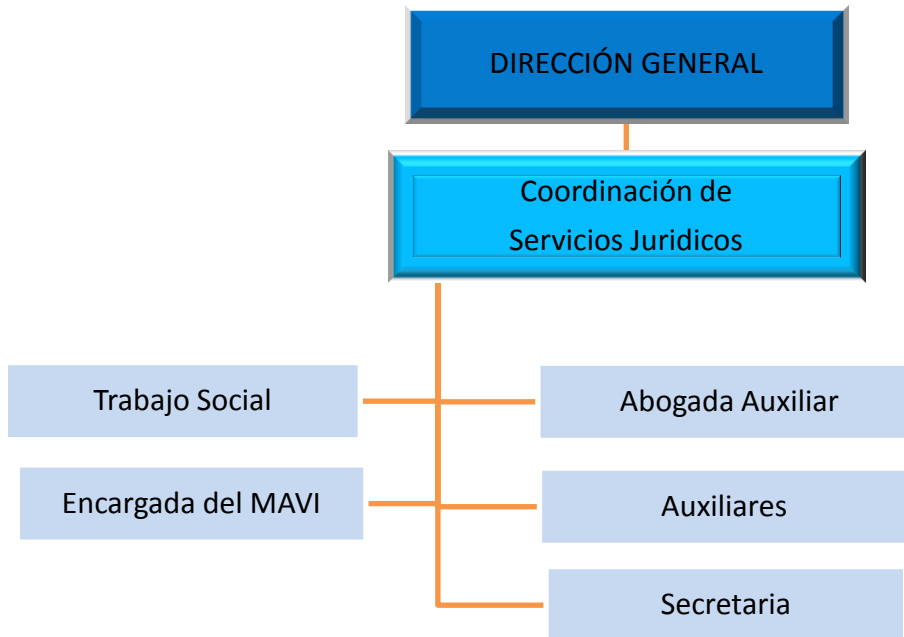 DIRECCIÓN GENERAL
Coordinación de
Servicios Juridicos
Trabajo Social
Abogada Auxiliar
Encargada del MAVI
Auxiliares
Secretaria